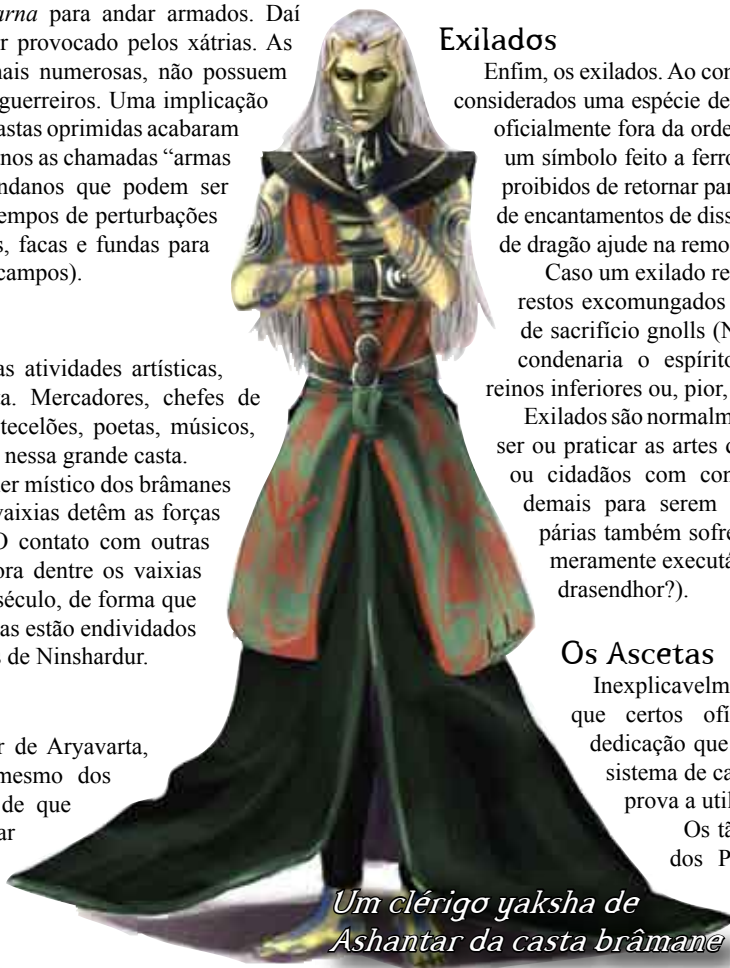 arna para andar armados. Daí
r provocado pelos xátrias. As
nais numerosas, não possuem
guerreiros. Uma implicação
astas oprimidas acabaram
nos as chamadas “armas
ndanos que podem ser
empos de perturbações
s, facas e fundas para
campos).
as atividades artísticas,
a. Mercadores, chefes de
tecelões, poetas, músicos,
nessa grande casta.
er místico dos brâmanes
vaixias detêm as forças
O contato com outras
ora dentre os vaixias
século, de forma que
as estão endividados
s de Ninshardur.
r de Aryavarta,
mesmo dos
de que
ar
Exilados
Enfim, os exilados. Ao con
considerados uma espécie de
oficialmente fora da orde
um símbolo feito a ferro
proibidos de retornar par
de encantamentos de diss
de dragão ajude na remo
Caso um exilado re
restos excomungados
de sacrifício gnolls (N
condenaria o espírito
reinos inferiores ou, pior,
Exilados são normalm
ser ou praticar as artes d
ou cidadãos com con
demais para serem
párias também sofre
meramente executá
drasendhor?).
Os Ascetas
Inexplicavelm
que certos ofí
dedicação que
sistema de ca
prova a utili
Os tã
dos P
Um clérigo yaksha de
Ashantar da casta brâmane